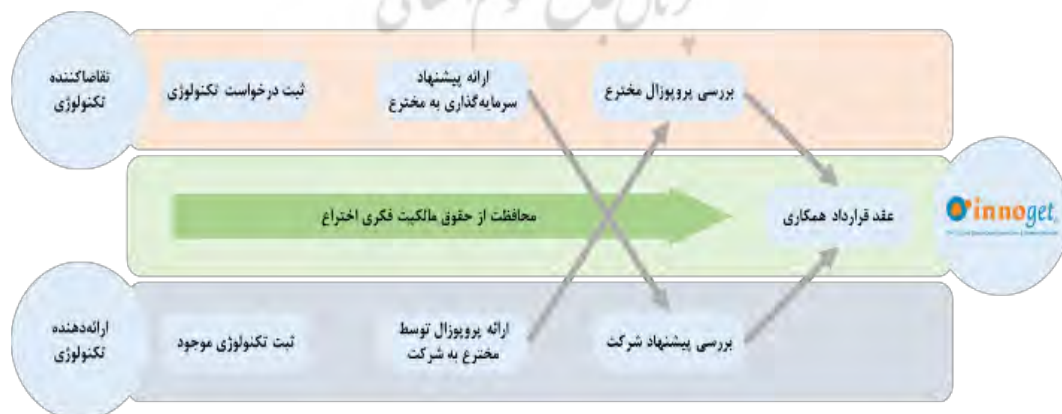 تقاضاکننده
تکنولوژی
ثبت درخواست تکنولوژی
ارائه پیشنهاد
سرمایه‌گذاری به مخترع
بررسی پروپوزال مخترع
محافظت از حقوق مالکیت فکری اختراع
عقد قرارداد همکاری
innoget
ارائه‌دهنده
تکنولوژی
ثبت تکنولوژی موجود
ارائه پروپوزال توسط
مخترع به شرکت
بررسی پیشنهاد شرکت